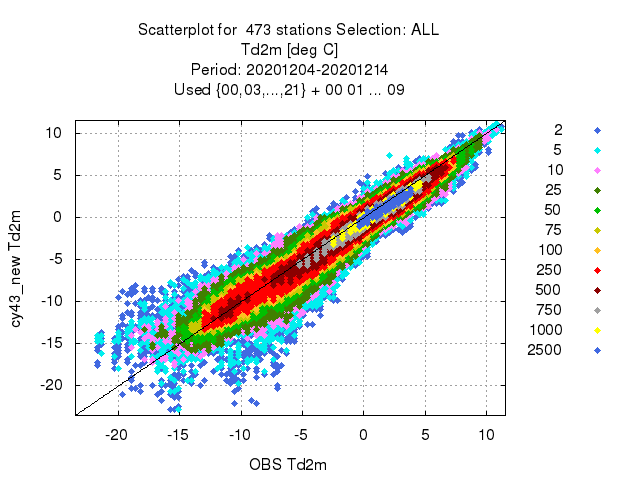 Scatterplot for  473 stations Selection: ALL
Td2m [deg C]
Period: 20201204-20201214
Used {00,03,...,21} + 00 01 ... 09
10
5
0
-5
-10
-15
-20
cy43_new Td2m
-20 -15 -10 -5 0 5 10
OBS Td2m
2
5
10
25
50
75
100
250
500
750
1000
2500